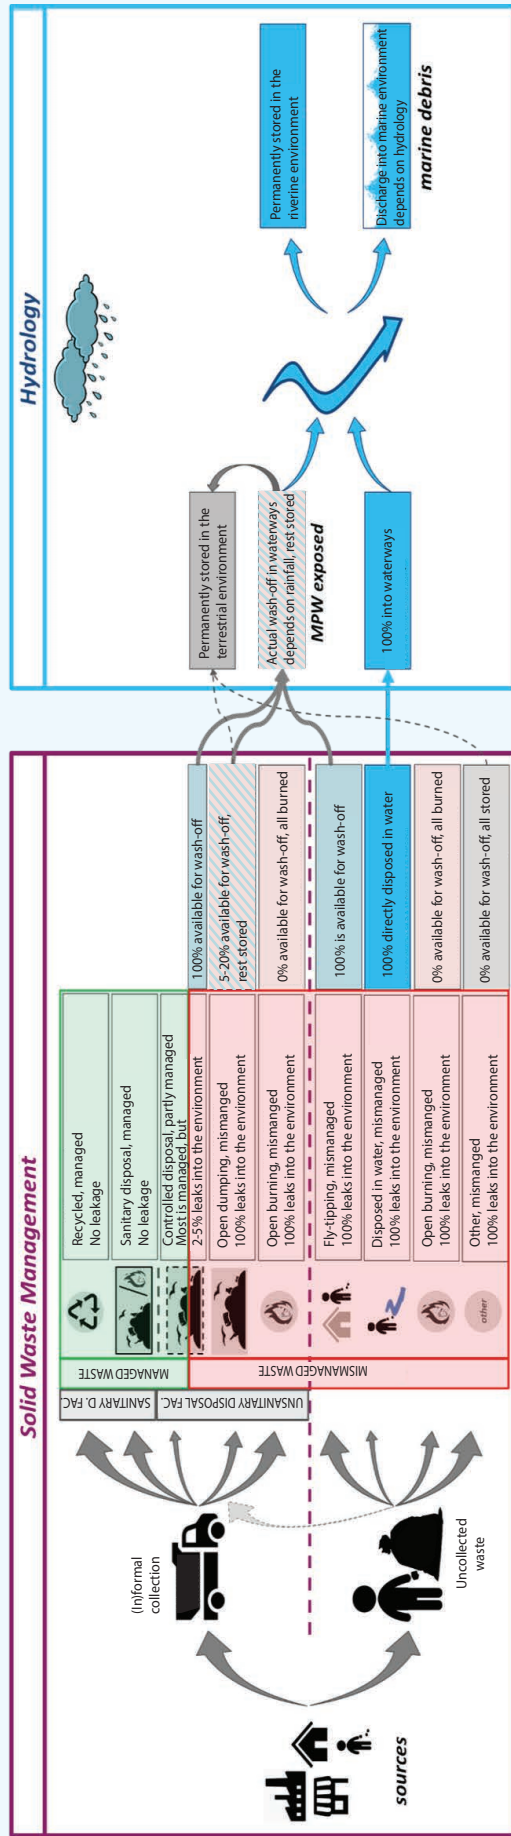 Solid Waste Management
sources
(In)formal
collection
Uncollected
waste
SANITARY D. FAC.
UNSANITARY DISPOSAL FAC.
MANAGED WASTE
MISMANAGED WASTE
Recycled, managed
No leakage
Sanitary disposal, managed
No leakage
Controlled disposal, partly managed
Most is managed, but
2-5% leaks into the environment
Open dumping, mismanged
100% leaks into the environment
Open burning, mismanged
100% leaks into the environment
Fly-tipping, mismanaged
100% leaks into the environment
Disposed in water, mismanaged
100% leaks into the environment
Open burning, mismanged
100% leaks into the environment
other
Other, mismanged
100% leaks into the environment
100% available for wash-off
5-20% available for wash-off,
rest stored
0% available for wash-off, all burned
100% is available for wash-off
100% directly disposed in water
0% available for wash-off, all burned
0% available for wash-off, all stored
Hydrology
Permanently stored in the
terrestrial environment
Actual wash-off in waterways
depends on rainfall, rest stored
MPW exposed
100% into waterways
Permanently stored in the
riverine environment
Discharge into marine environment
depends on hydrology
marine debris